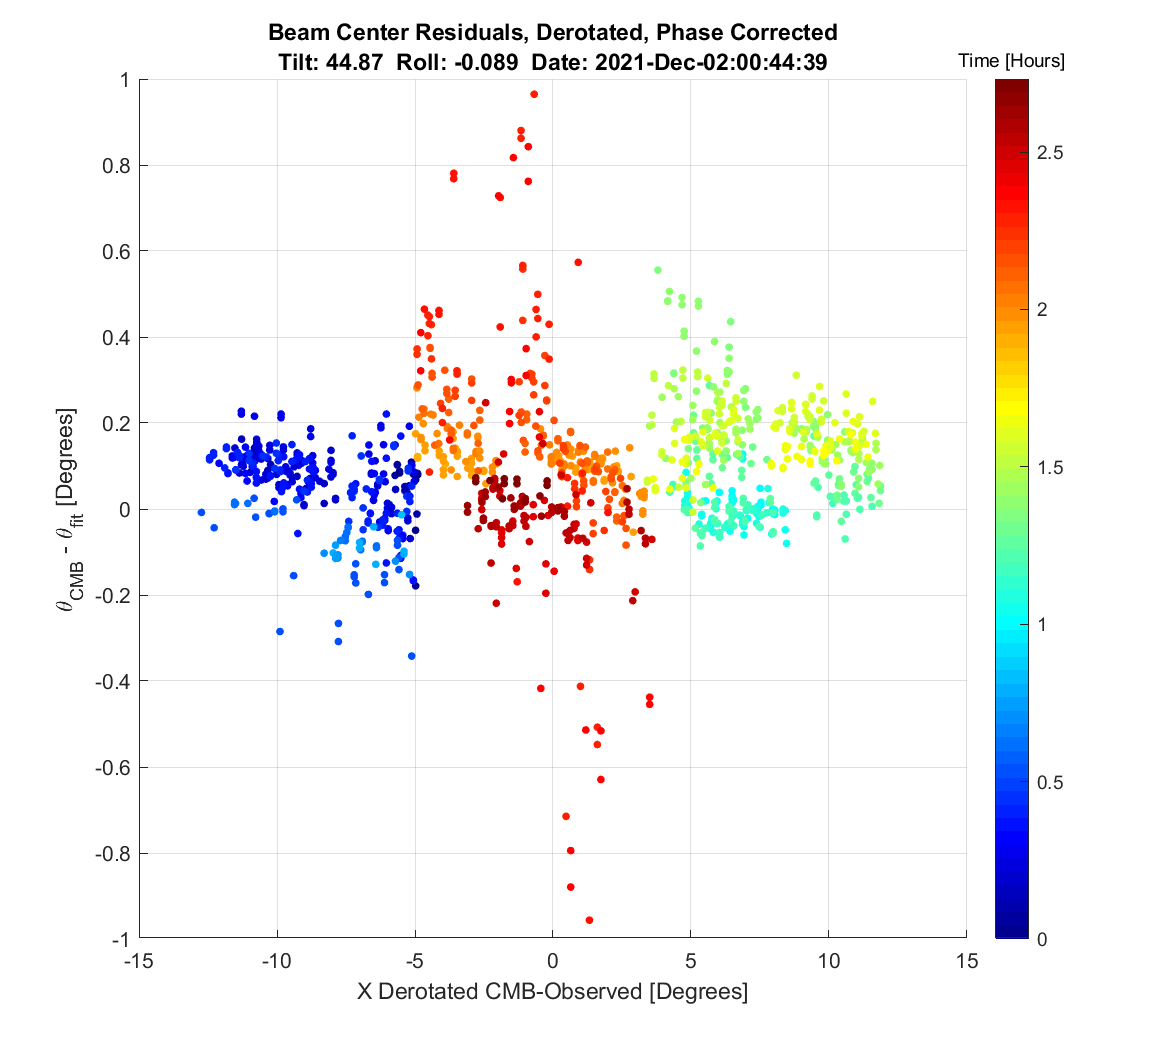 Beam Center Residuals, Derotated, Phase Corrected
Tilt: 44.87 Roll: -0.089 Date: 2021-Dec-02:00:44:39
Time [Hours]
1
0.8
0.6
0.4
0.2
0
-0.2
-0.4
-0.6
-0.8
-1
θCMB - θfit [Degrees]
-15 -10 -5 0 5 10 15
X Derotated CMB-Observed [Degrees]
2.5
2
1.5
1
0.5
0